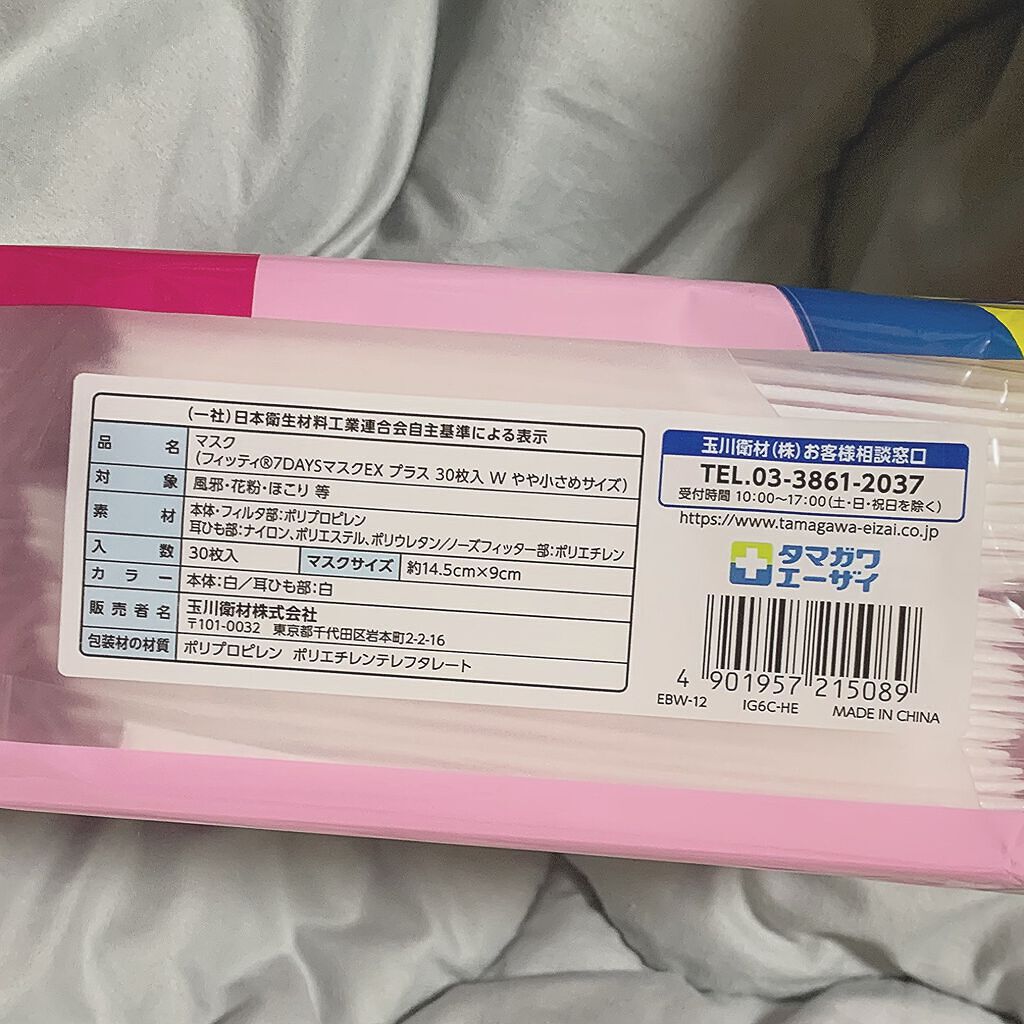 (一社)日本衛生材料工業連合会自主基準による表示
品名 マスク
(フィッティ®7DAYSマスクEX プラス 30枚入 W やや小さめサイズ)
対象 風邪・花粉・ほこり 等
素材 本体・フィルタ部:ポリプロピレン
耳ひも部:ナイロン、ポリエステル、ポリウレタン/ノーズフィッター部:ポリエチレン
入数 30枚入 マスクサイズ 約14.5cm×9cm
カラー 本体:白/耳ひも部:白
販売者名 玉川衛材株式会社
〒101-0032 東京都千代田区岩本町2-2-16
包装材の材質 ポリプロピレン ポリエチレンテレフタレート
玉川衛材(株)お客様相談窓口
TEL.03-3861-2037
受付時間 10:00～17:00(土・日・祝日を除く)
https://www.tamagawa-eizai.co.jp
タマガワ
エーザイ
4 901957 215089
EBW-12 IG6C-HE MADE IN CHINA